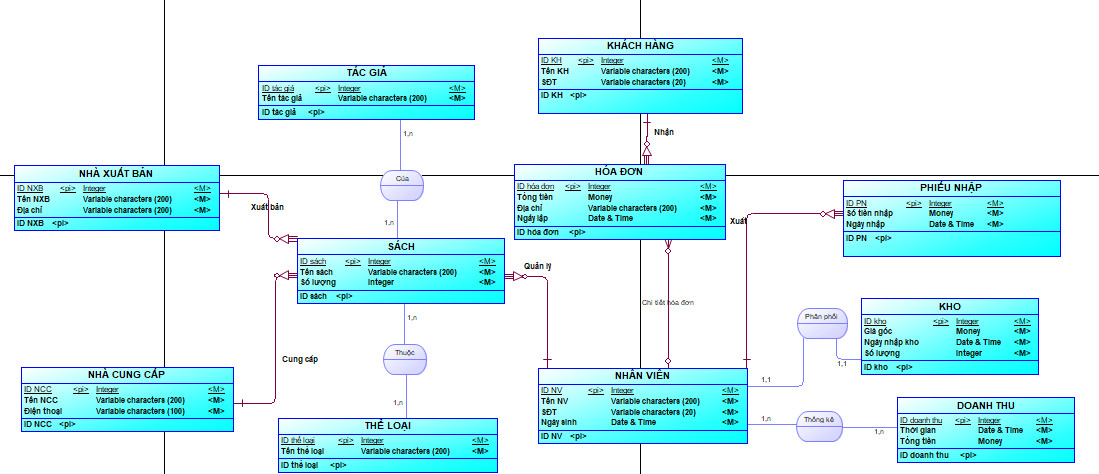 KHÁCH HÀNG
ID KH <pi> Integer <M>
Tên KH Variable characters (200) <M>
SĐT Variable characters (20) <M>
ID KH <pi>
TÁC GIẢ
ID tác giả <pi> Integer <M>
Tên tác giả Variable characters (200) <M>
ID tác giả <pi>
1,n
Nhận
NHÀ XUẤT BẢN
ID NXB <pi> Integer <M>
Tên NXB Variable characters (200) <M>
Địa chỉ Variable characters (200) <M>
ID NXB <pi>
Của
HÓA ĐƠN
ID hóa đơn <pi> Integer <M>
Tổng tiền Money <M>
Địa chỉ Variable characters (200) <M>
Ngày lập Date & Time <M>
ID hóa đơn <pi>
PHIẾU NHẬP
ID PN <pi> Integer <M>
Số tiền nhập Money <M>
Ngày nhập Date & Time <M>
ID PN <pi>
Xuất bản
1,n
Xuất
SÁCH
ID sách <pi> Integer <M>
Tên sách Variable characters (200) <M>
Số lượng Integer <M>
ID sách <pi>
Quản lý
Chi tiết hóa đơn
1,n
Phân phối
KHO
ID kho <pi> Integer <M>
Giá gốc Money <M>
Ngày nhập kho Date & Time <M>
Số lượng Integer <M>
ID kho <pi>
Cung cấp
Thuộc
1,1
1,1
NHÀ CUNG CẤP
ID NCC <pi> Integer <M>
Tên NCC Variable characters (200) <M>
Điện thoại Variable characters (100) <M>
ID NCC <pi>
1,n
NHÂN VIÊN
ID NV <pi> Integer <M>
Tên NV Variable characters (200) <M>
SĐT Variable characters (20) <M>
Ngày sinh Date & Time <M>
ID NV <pi>
1,n
Thống kê
1,n
DOANH THU
ID doanh thu <pi> Integer <M>
Thời gian Date & Time <M>
Tổng tiền Money <M>
ID doanh thu <pi>
THỂ LOẠI
ID thể loại <pi> Integer <M>
Tên thể loại Variable characters (200) <M>
ID thể loại <pi>